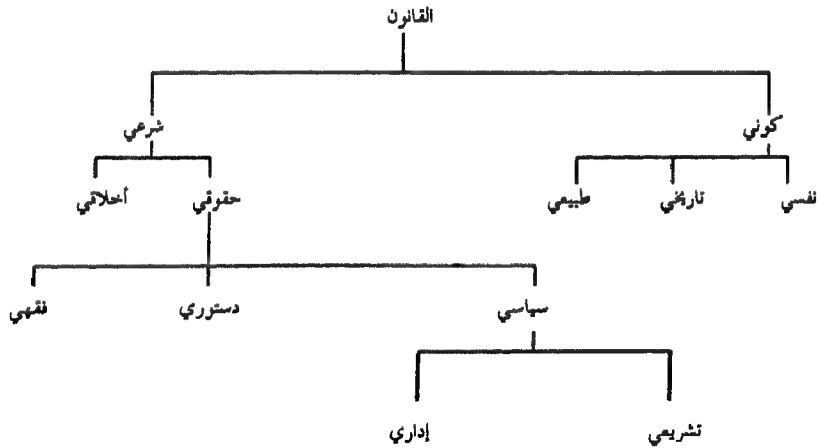 القانون
كوني شرعي
نفسي تاريخي طبيعي حقوقي أخلاقي
سياسي دستوري فقهي
تشريعي إداري